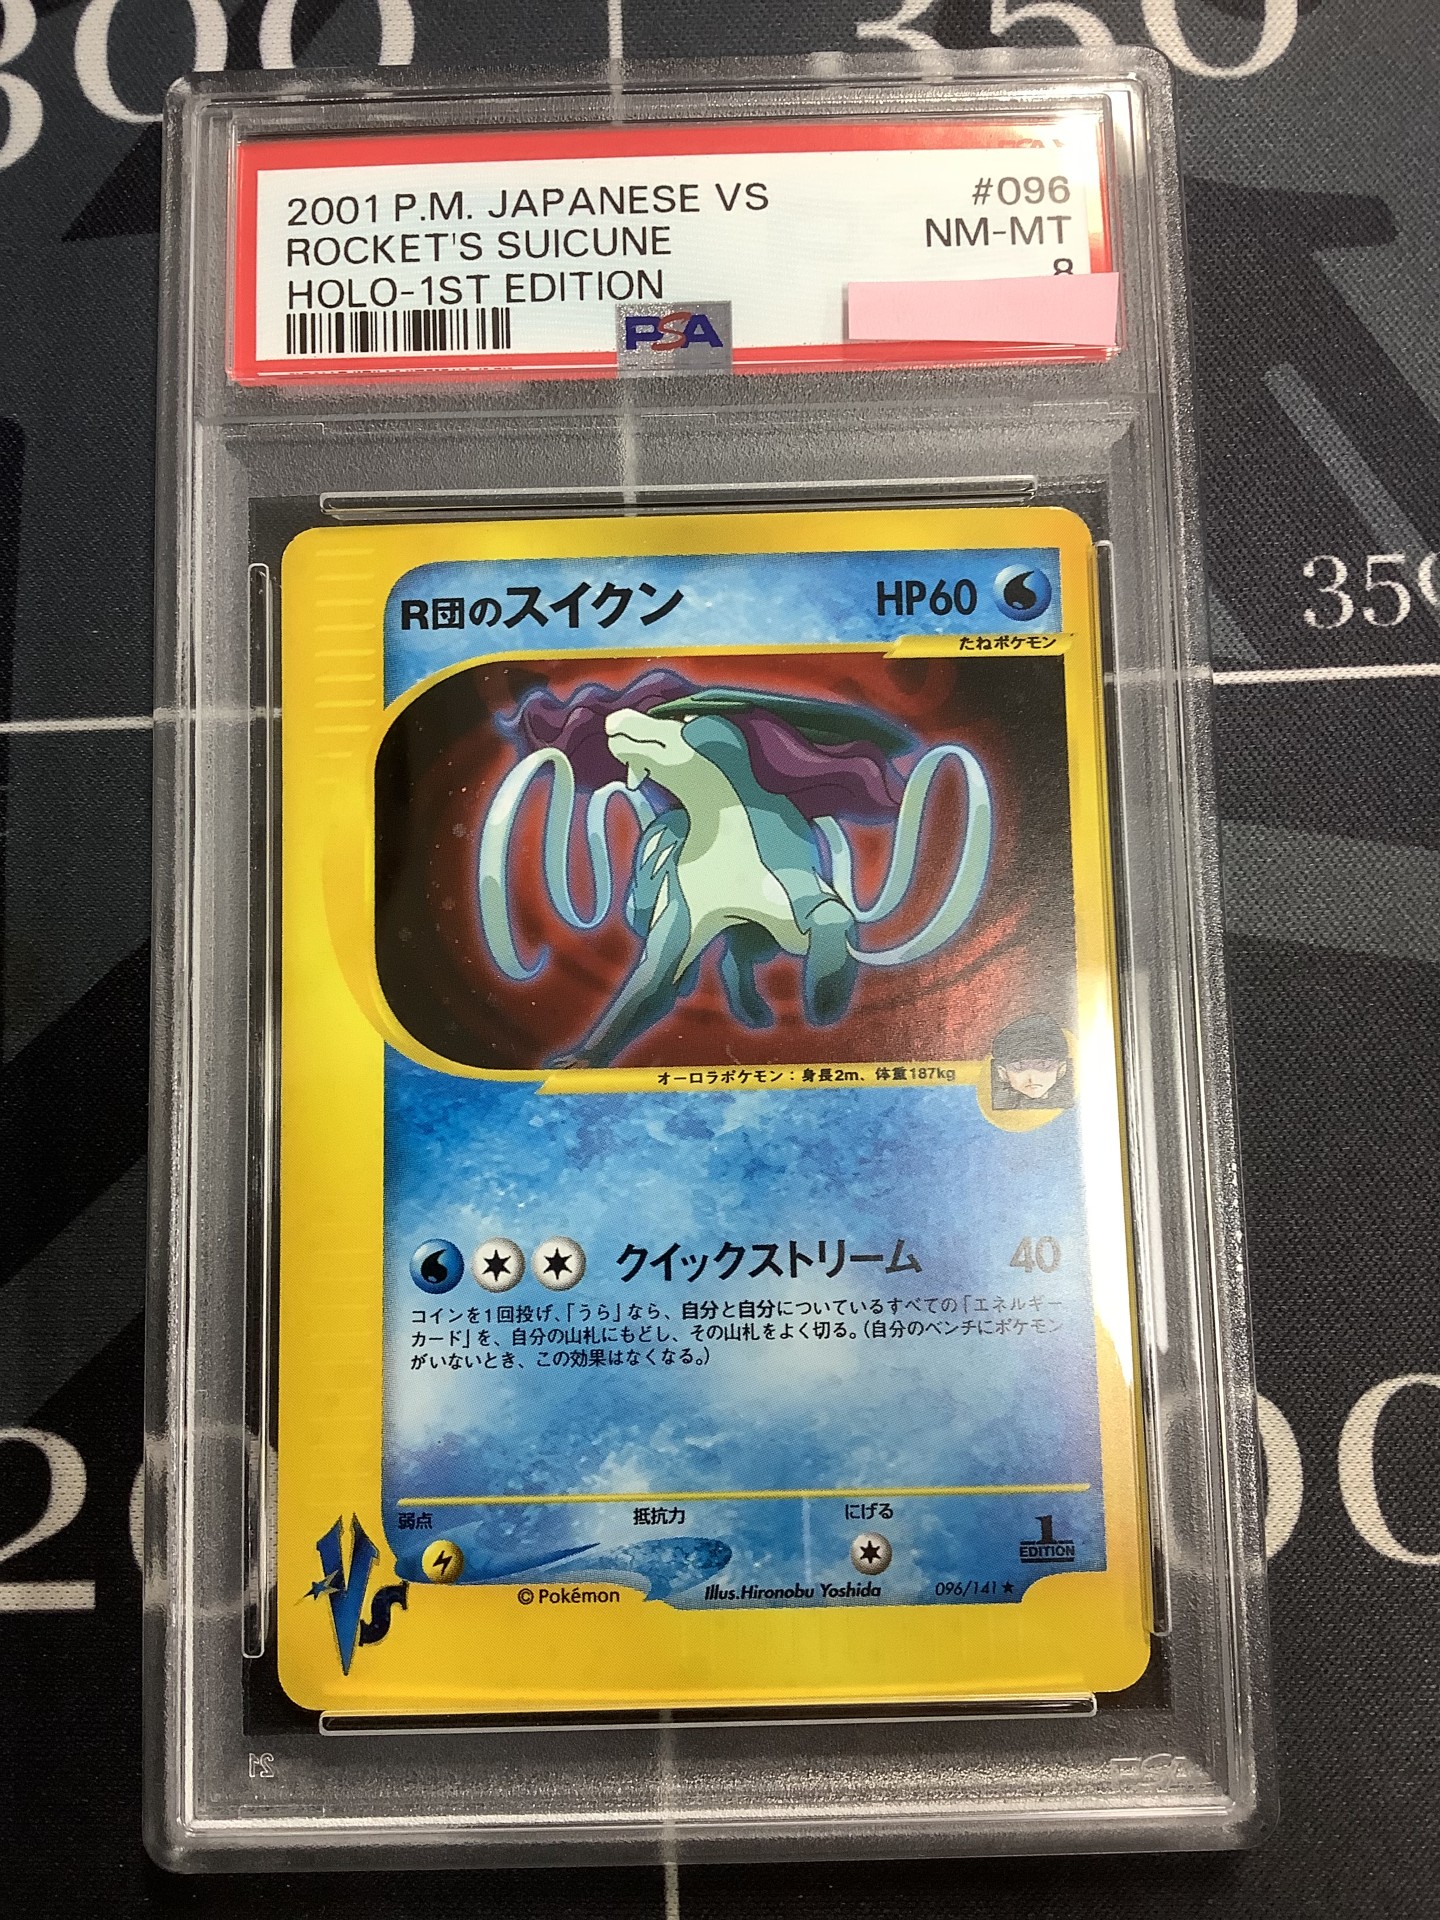 300
350
2001 P.M. JAPANESE VS
#096
ROCKET'S SUICUNE
NM-MT
HOLO-1ST EDITION
8
PSA
R団のスイクン
HP60
たねポケモン
359
オーロラポケモン：身長2m、体重187kg
クイックストリーム
40
コインを1回投げ、「うら」なら、自分と自分についているすべての「エネルギー
カード」を、自分の山札にもどし、その山札をよく切る。（自分のベンチにポケモン
がいないとき、この効果はなくなる。）
弱点
抵抗力
にげる
1
EDITION
VS
© Pokémon
Illus.Hironobu Yoshida
096/141 ★
PSA